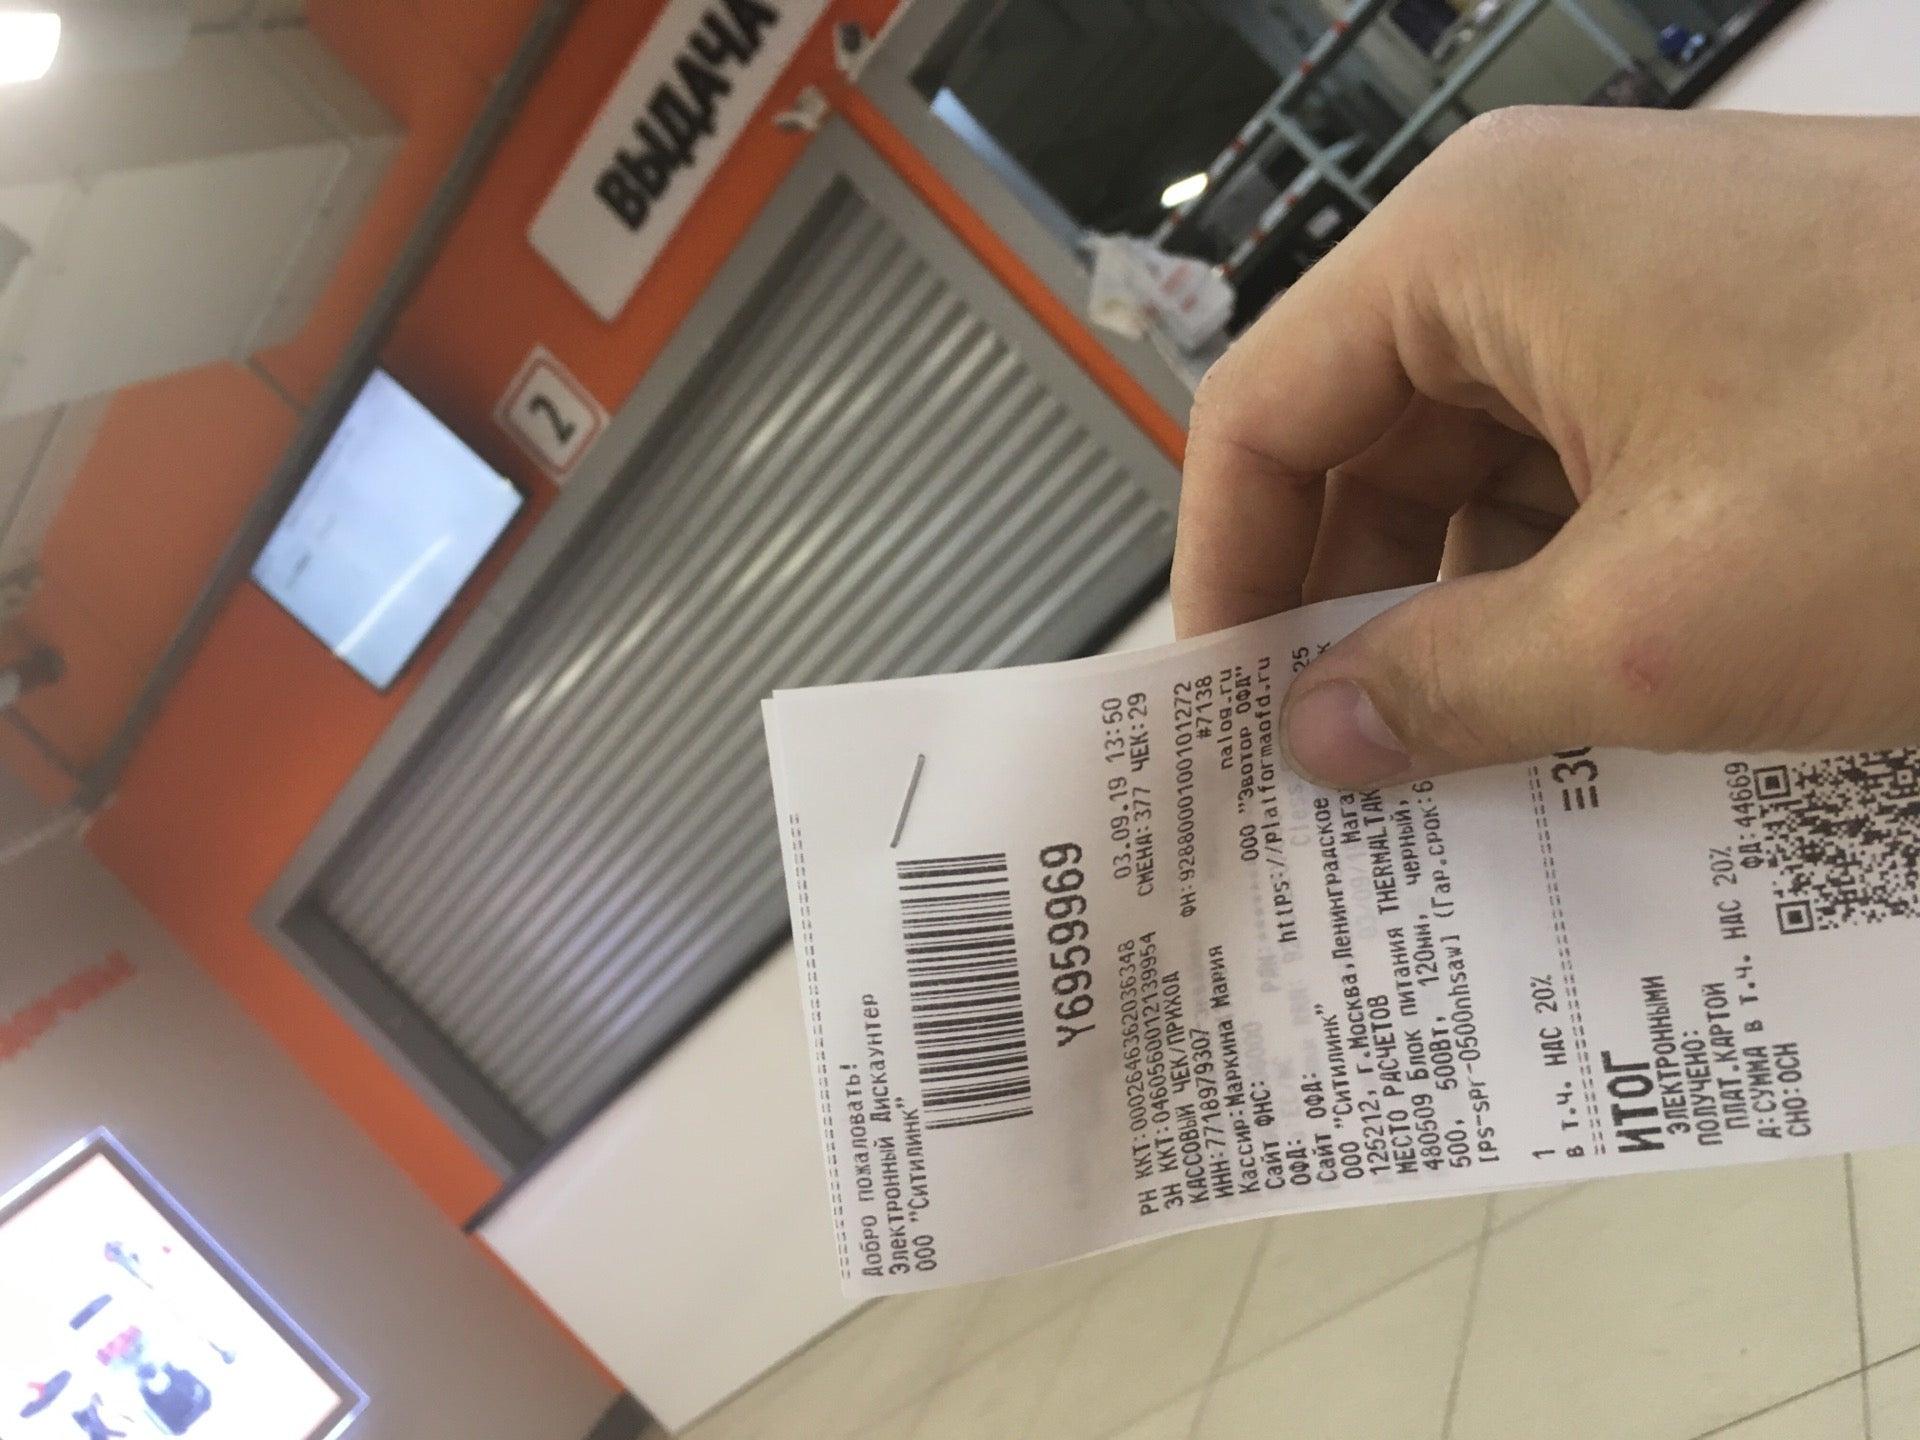 ВЫДАЧА
2
Добро пожаловать!
Электронный Дискаунтер
ООО "Ситилинк"
Y6959969
РН ККТ:0002646362036348 03.09.19 13:50
ЗН ККТ:0460560012139954 СМЕНА:377 ЧЕК:29
КАССОВЫЙ ЧЕК/ПРИХОД
ИНН:7718979307 ФН:9288000100101272
Кассир:Маркина Мария #7138
Сайт ФНС: nalog.ru
ОФД: ООО "Эвотор ОФД"
Сайт ОФД: https://platformaofd.ru
ООО "Ситилинк"
125212, г.Москва,Ленинградское 25
МЕСТО РАСЧЕТОВ
480509 Блок питания THERMALTAK
500, 500Вт, 120мм, черный,
[ps-spr-0500nhsaw] (Гар.срок:6
1
в т.ч. НДС 20%
ИТОГ
ЭЛЕКТРОННЫМИ
ПОЛУЧЕНО:
ПЛАТ.КАРТОЙ
А:СУММА В Т.Ч. НДС 20%
СНО:ОСН ФД:44669